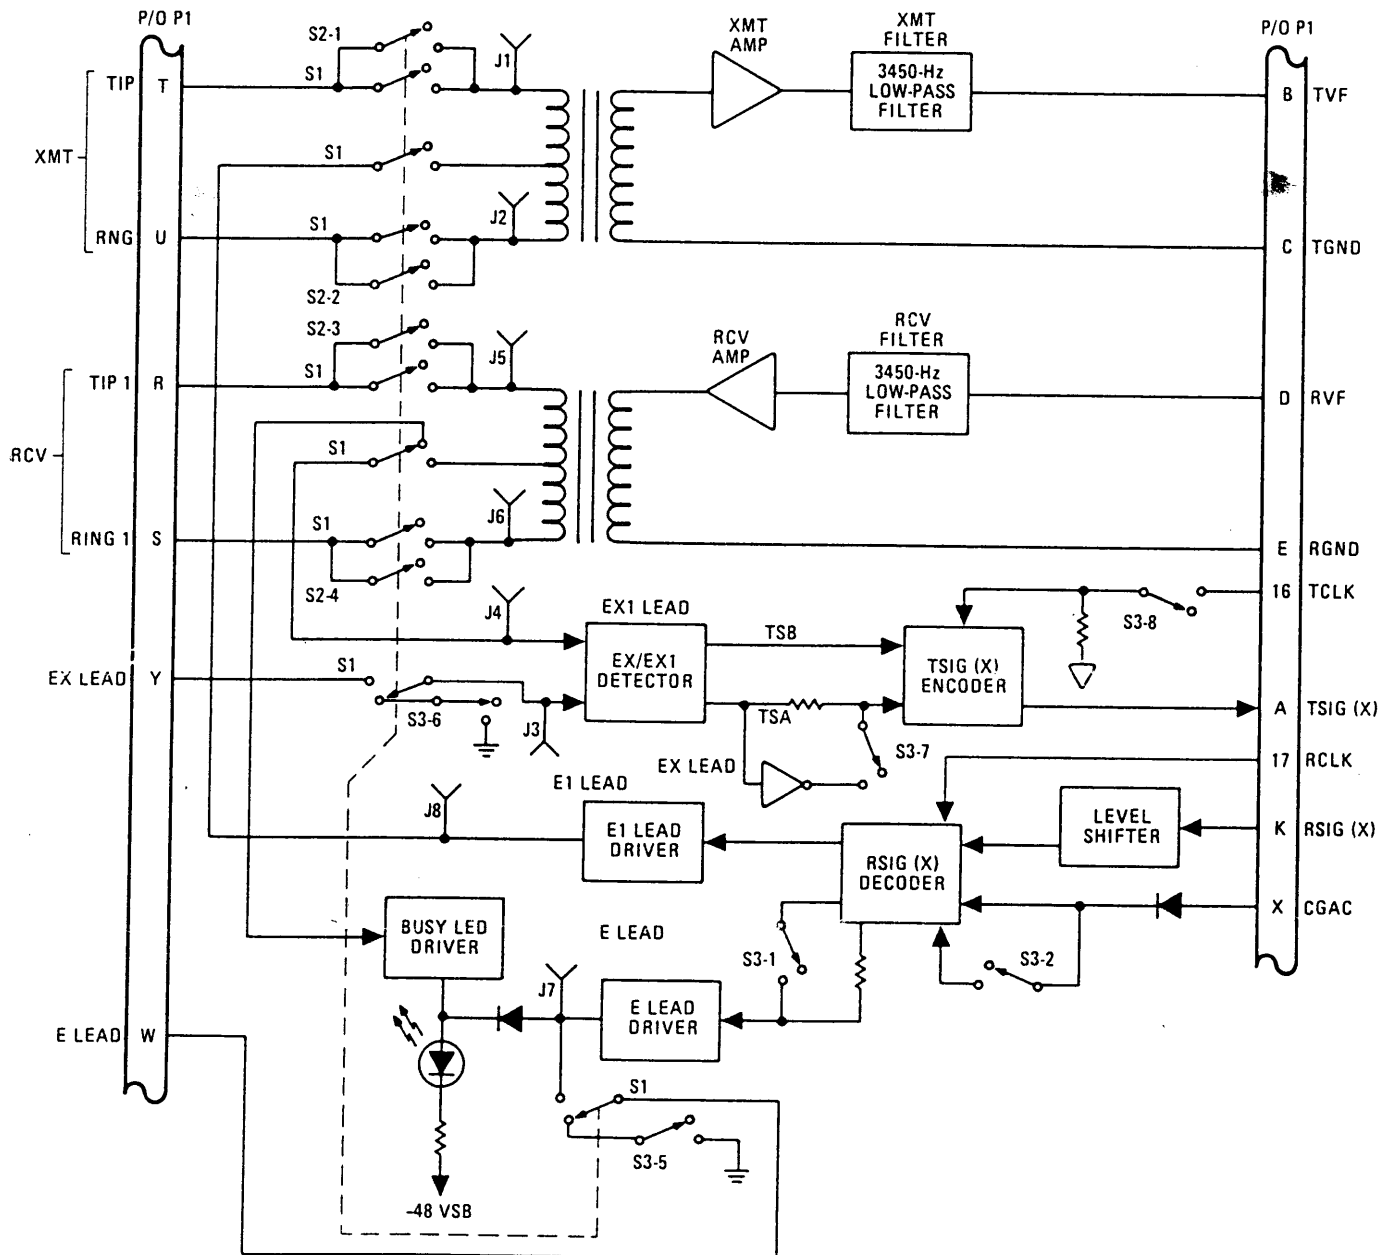 P/O P1
P/O P1
S2-1
J1
XMT
AMP
XMT
FILTER
3450-Hz
LOW-PASS
FILTER
TIP T
S1
B TVF
XMT
S1
RNG U
S1
J2
C TGND
S2-2
S2-3
J5
RCV
AMP
RCV
FILTER
3450-Hz
LOW-PASS
FILTER
TIP 1 R
S1
D RVF
RCV
S1
RING 1 S
S1
J6
E RGND
S2-4
J4
EX1 LEAD
16 TCLK
S3-8
TSB
EX/EX1
DETECTOR
TSIG (X)
ENCODER
EX LEAD Y
S1
S3-6
J3
TSA
A TSIG (X)
S3-7
EX LEAD
17 RCLK
E1 LEAD
J8
E1 LEAD
DRIVER
RSIG (X)
DECODER
LEVEL
SHIFTER
K RSIG (X)
X CGAC
BUSY LED
DRIVER
E LEAD
S3-1
S3-2
J7
E LEAD
DRIVER
E LEAD W
S1
S3-5
-48 VSB